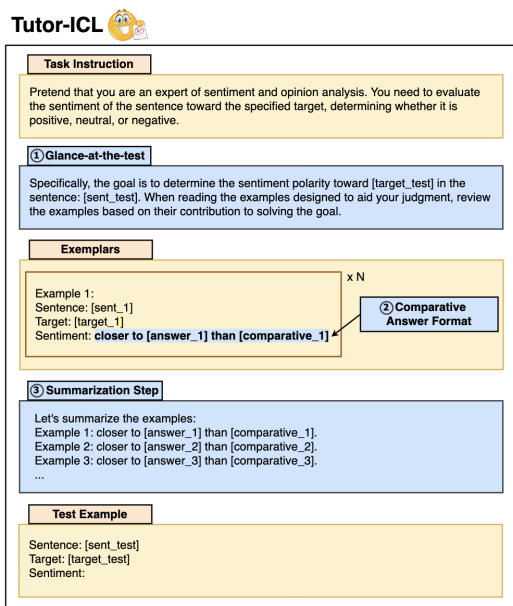 Tutor-ICL
Task Instruction
Pretend that you are an expert of sentiment and opinion analysis. You need to evaluate
the sentiment of the sentence toward the specified target, determining whether it is
positive, neutral, or negative.
①Glance-at-the-test
Specifically, the goal is to determine the sentiment polarity toward [target_test] in the
sentence: [sent_test]. When reading the examples designed to aid your judgment, review
the examples based on their contribution to solving the goal.
Exemplars
x N
Example 1:
Sentence: [sent_1]
Target: [target_1]
Sentiment: closer to [answer_1] than [comparative_1]
②Comparative
Answer Format
③Summarization Step
Let's summarize the examples:
Example 1: closer to [answer_1] than [comparative_1].
Example 2: closer to [answer_2] than [comparative_2].
Example 3: closer to [answer_3] than [comparative_3].
...
Test Example
Sentence: [sent_test]
Target: [target_test]
Sentiment: